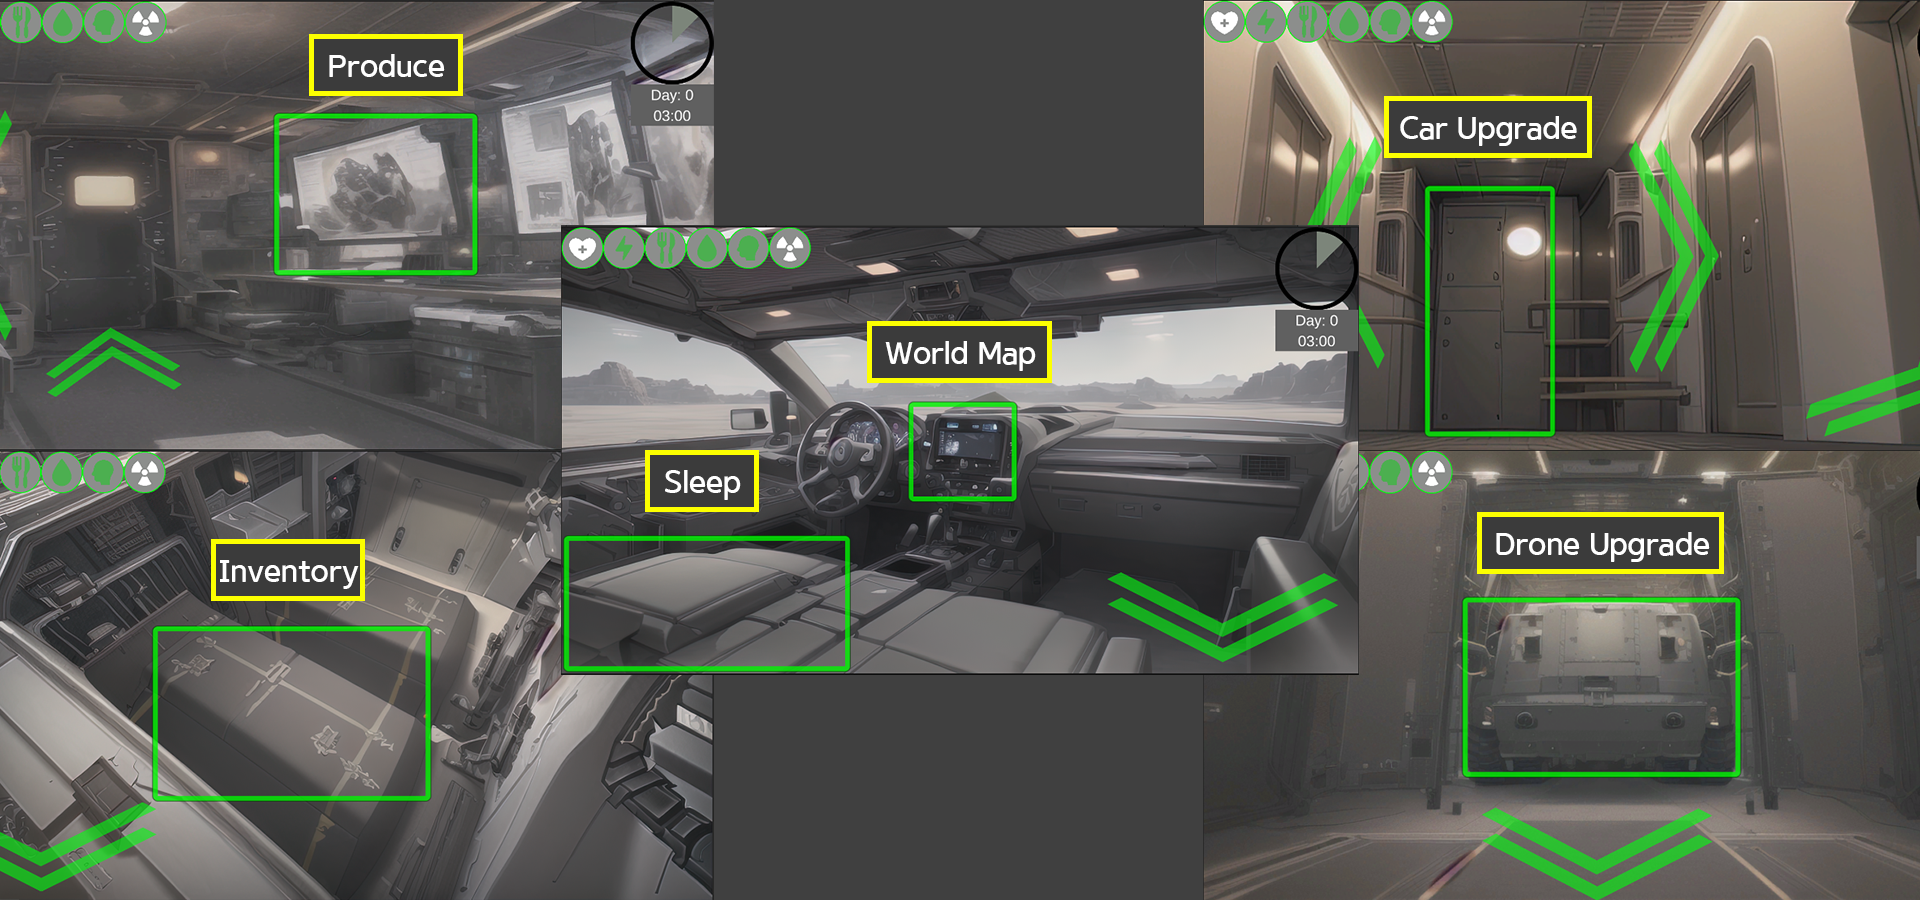 Produce
Day: 0
03:00
Car Upgrade
World Map
Day: 0
03:00
Sleep
Inventory
Drone Upgrade